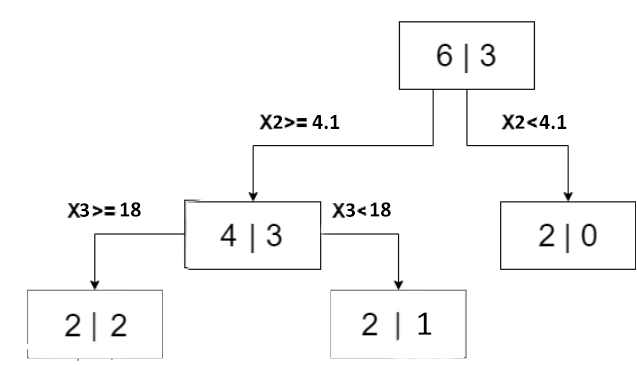 6 | 3
X2>= 4.1
X2<4.1
X3>= 18
X3<18
4 | 3
2 | 0
2 | 2
2 | 1